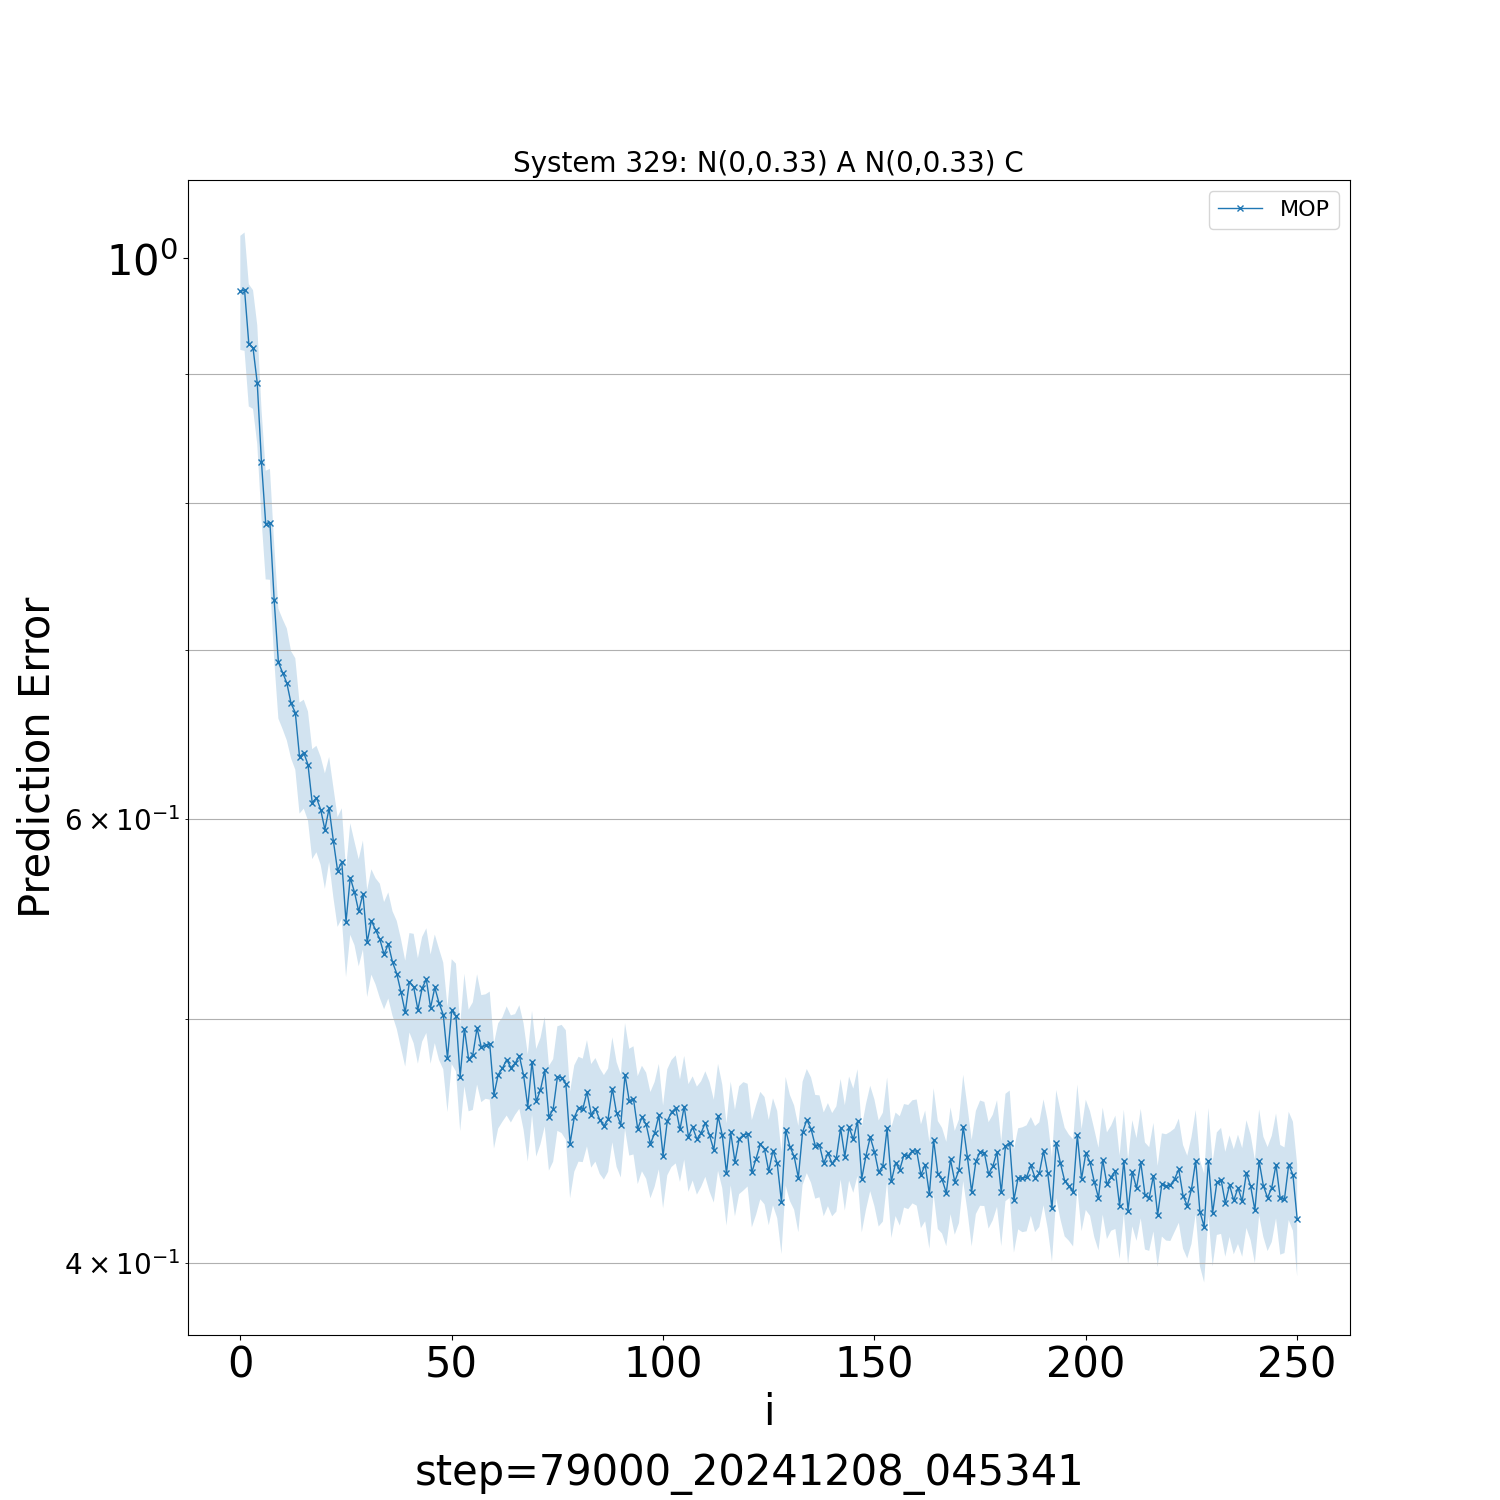 System 329: N(0,0.33) A N(0,0.33) C
MOP
10⁰
6 × 10⁻¹
4 × 10⁻¹
Prediction Error
0 50 100 150 200 250
i
step=79000_20241208_045341